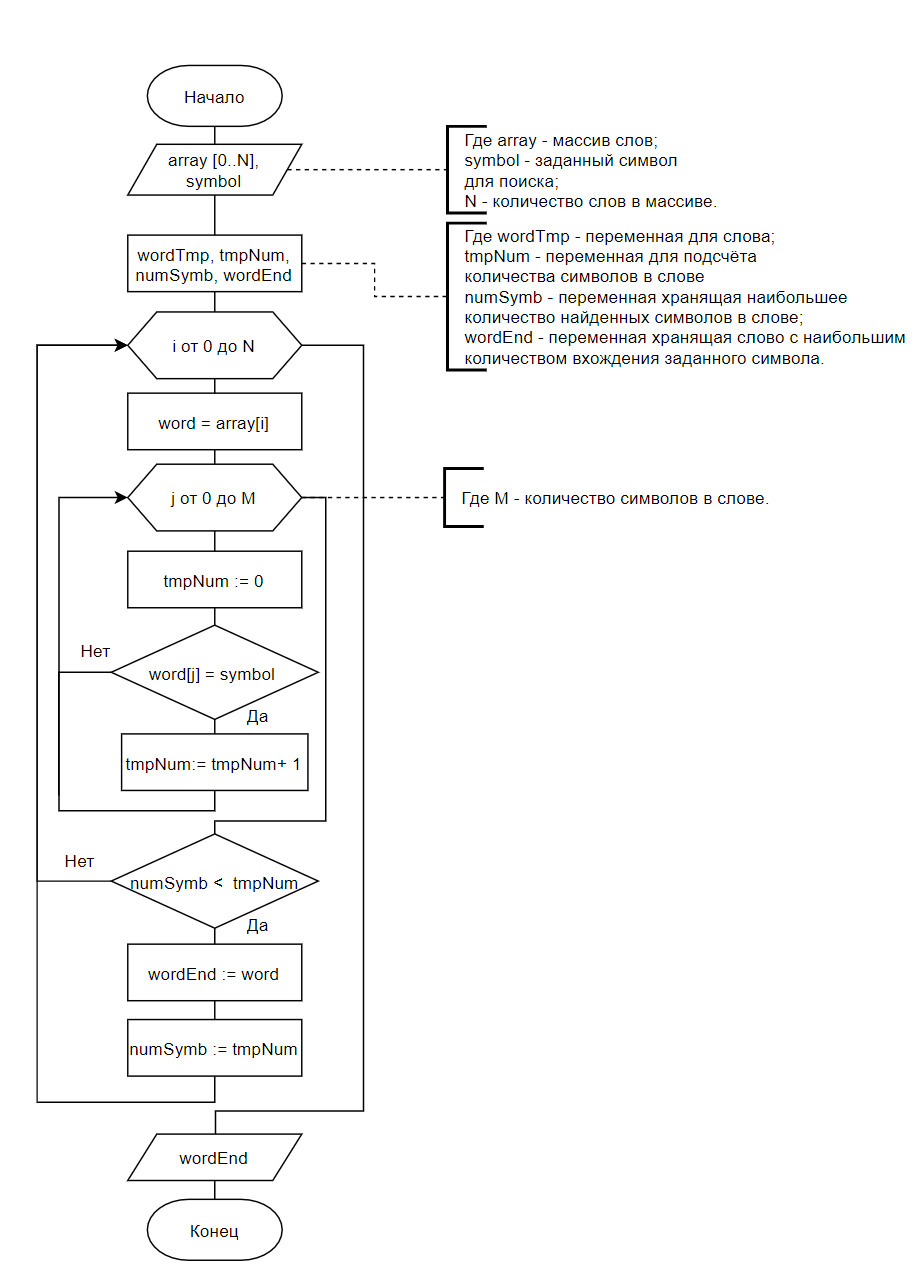 Начало
array [0..N],
symbol
Где array - массив слов;
symbol - заданный символ
для поиска;
N - количество слов в массиве.
wordTmp, tmpNum,
numSymb, wordEnd
Где wordTmp - переменная для слова;
tmpNum - переменная для подсчёта
количества символов в слове
numSymb - переменная хранящая наибольшее
количество найденных символов в слове;
wordEnd - переменная хранящая слово с наибольшим
количеством вхождения заданного символа.
i от 0 до N
word = array[i]
j от 0 до M
Где M - количество символов в слове.
tmpNum := 0
Нет
word[j] = symbol
Да
tmpNum:= tmpNum+ 1
Нет
numSymb < tmpNum
Да
wordEnd := word
numSymb := tmpNum
wordEnd
Конец